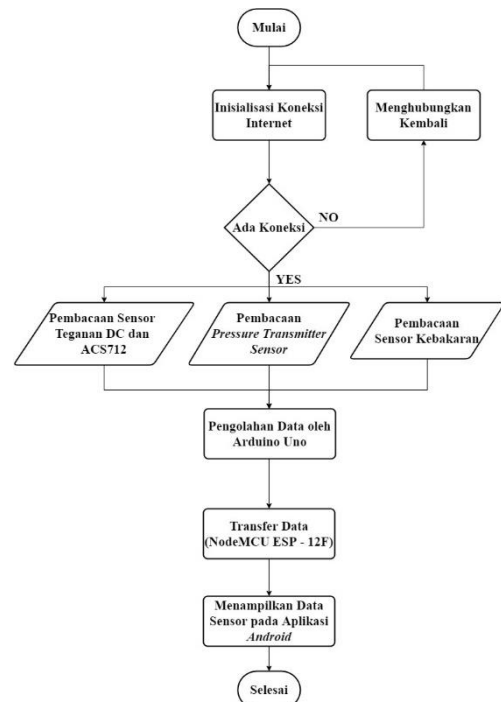 Mulai
Inisialisasi Koneksi
Internet
Menghubungkan
Kembali
Ada Koneksi
NO
YES
Pembacaan Sensor
Teganan DC dan
ACS712
Pembacaan
Pressure Transmitter
Sensor
Pembacaan
Sensor Kebakaran
Pengolahan Data oleh
Arduino Uno
Transfer Data
(NodeMCU ESP - 12F)
Menampilkan Data
Sensor pada Aplikasi
Android
Selesai